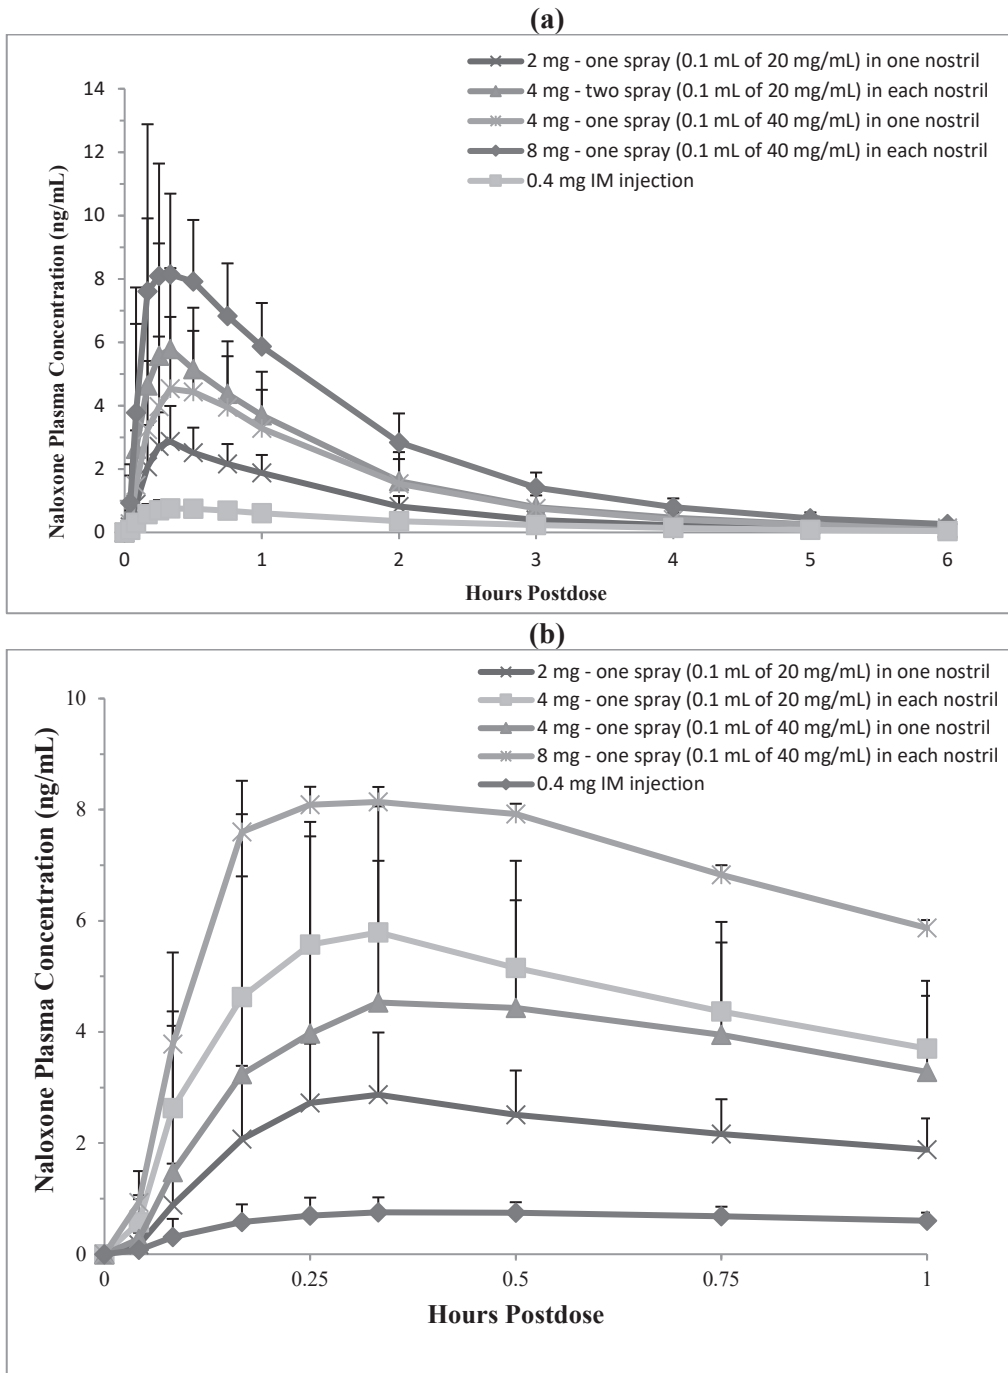 (a)
2 mg - one spray (0.1 mL of 20 mg/mL) in one nostril
4 mg - two spray (0.1 mL of 20 mg/mL) in each nostril
4 mg - one spray (0.1 mL of 40 mg/mL) in one nostril
8 mg - one spray (0.1 mL of 40 mg/mL) in each nostril
0.4 mg IM injection
Naloxone Plasma Concentration (ng/mL)
14
12
10
8
6
4
2
0
0 1 2 3 4 5 6
Hours Postdose
(b)
2 mg - one spray (0.1 mL of 20 mg/mL) in one nostril
4 mg - one spray (0.1 mL of 20 mg/mL) in each nostril
4 mg - one spray (0.1 mL of 40 mg/mL) in one nostril
8 mg - one spray (0.1 mL of 40 mg/mL) in each nostril
0.4 mg IM injection
Naloxone Plasma Concentration (ng/mL)
10
8
6
4
2
0
0 0.25 0.5 0.75 1
Hours Postdose